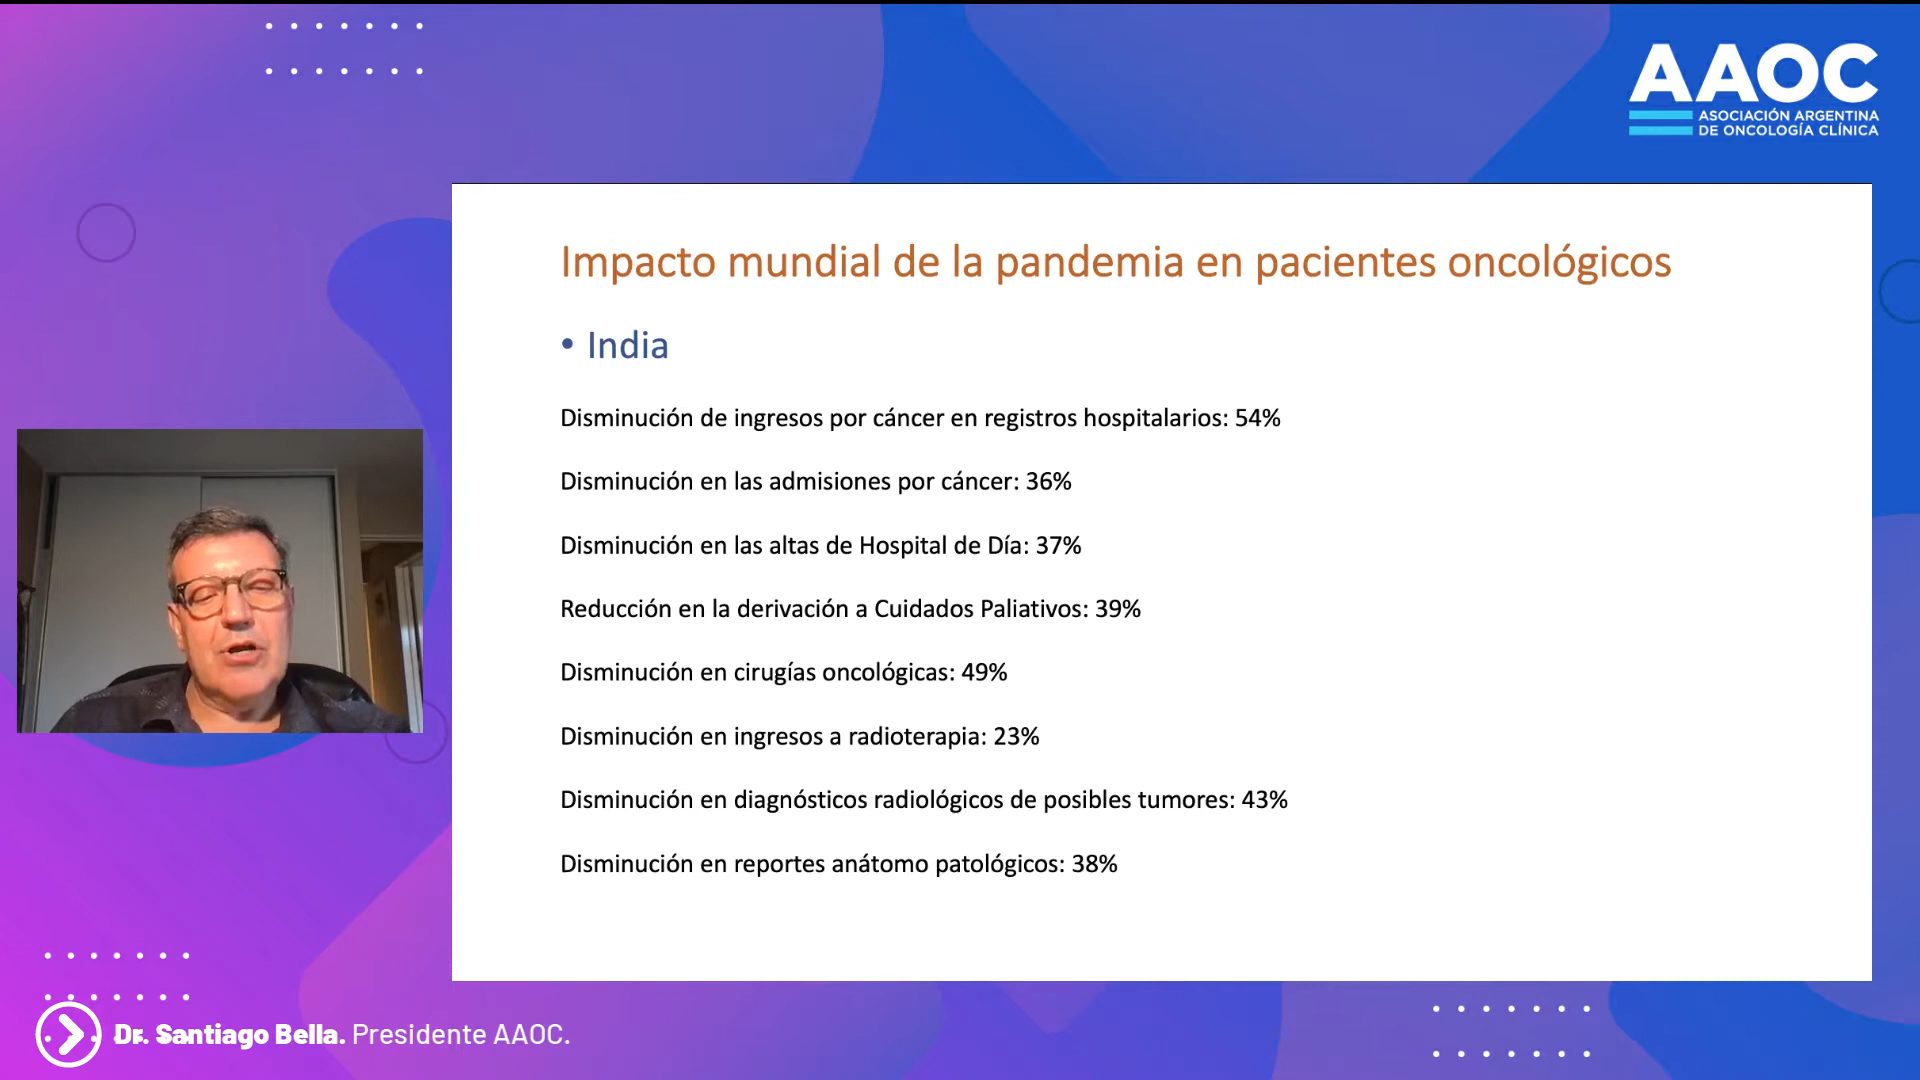 AAOC
ASOCIACIÓN ARGENTINA
DE ONCOLOGÍA CLÍNICA
Impacto mundial de la pandemia en pacientes oncológicos
• India
Disminución de ingresos por cáncer en registros hospitalarios: 54%
Disminución en las admisiones por cáncer: 36%
Disminución en las altas de Hospital de Día: 37%
Reducción en la derivación a Cuidados Paliativos: 39%
Disminución en cirugías oncológicas: 49%
Disminución en ingresos a radioterapia: 23%
Disminución en diagnósticos radiológicos de posibles tumores: 43%
Disminución en reportes anátomo patológicos: 38%
Dr. Santiago Bella. Presidente AAOC.